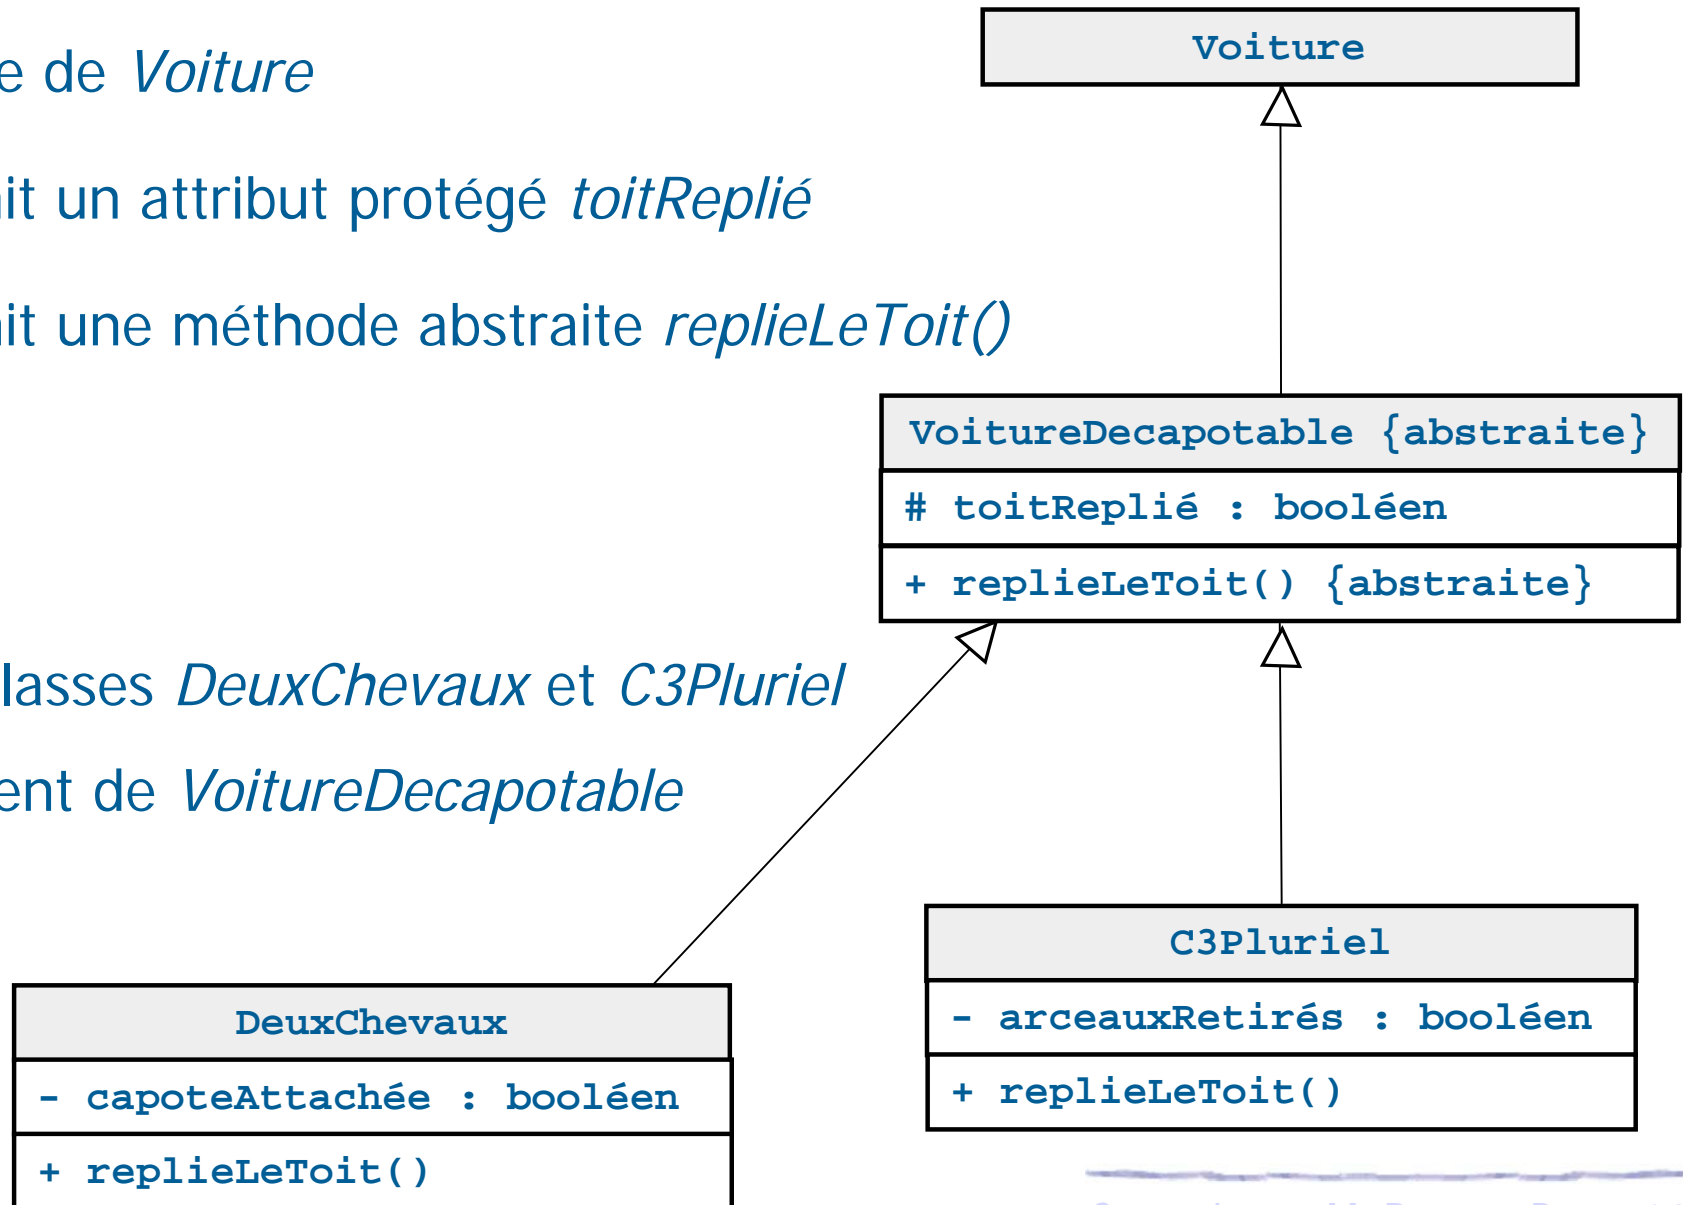 e de Voiture
it un attribut protégé toitReplié
it une méthode abstraite replieLeToit()
lasses DeuxChevaux et C3Pluriel
ent de VoitureDecapotable
Voiture
VoitureDecapotable {abstraite}
# toitReplié : booléen
+ replieLeToit() {abstraite}
DeuxChevaux
- capoteAttachée : booléen
+ replieLeToit()
C3Pluriel
- arceauxRetirés : booléen
+ replieLeToit()